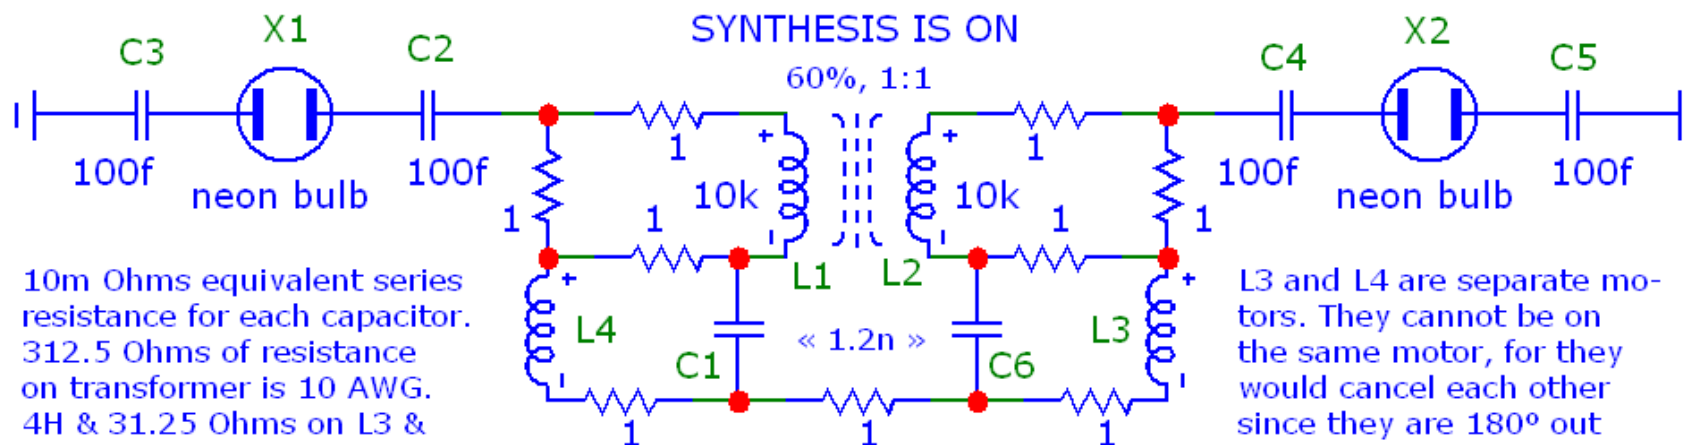 SYNTHESIS IS ON
X1
X2
C3
C2
C4
C5
60%, 1:1
100f
100f
neon bulb
1
1
1
10k
10k
1
1
1
100f
100f
neon bulb
L1
L2
10m Ohms equivalent series
resistance for each capacitor.
312.5 Ohms of resistance
on transformer is 10 AWG.
4H & 31.25 Ohms on L3 &
L4
C1
« 1.2n »
C6
L3
1
1
1
L3 and L4 are separate mo-
tors. They cannot be on
the same motor, for they
would cancel each other
since they are 180º out